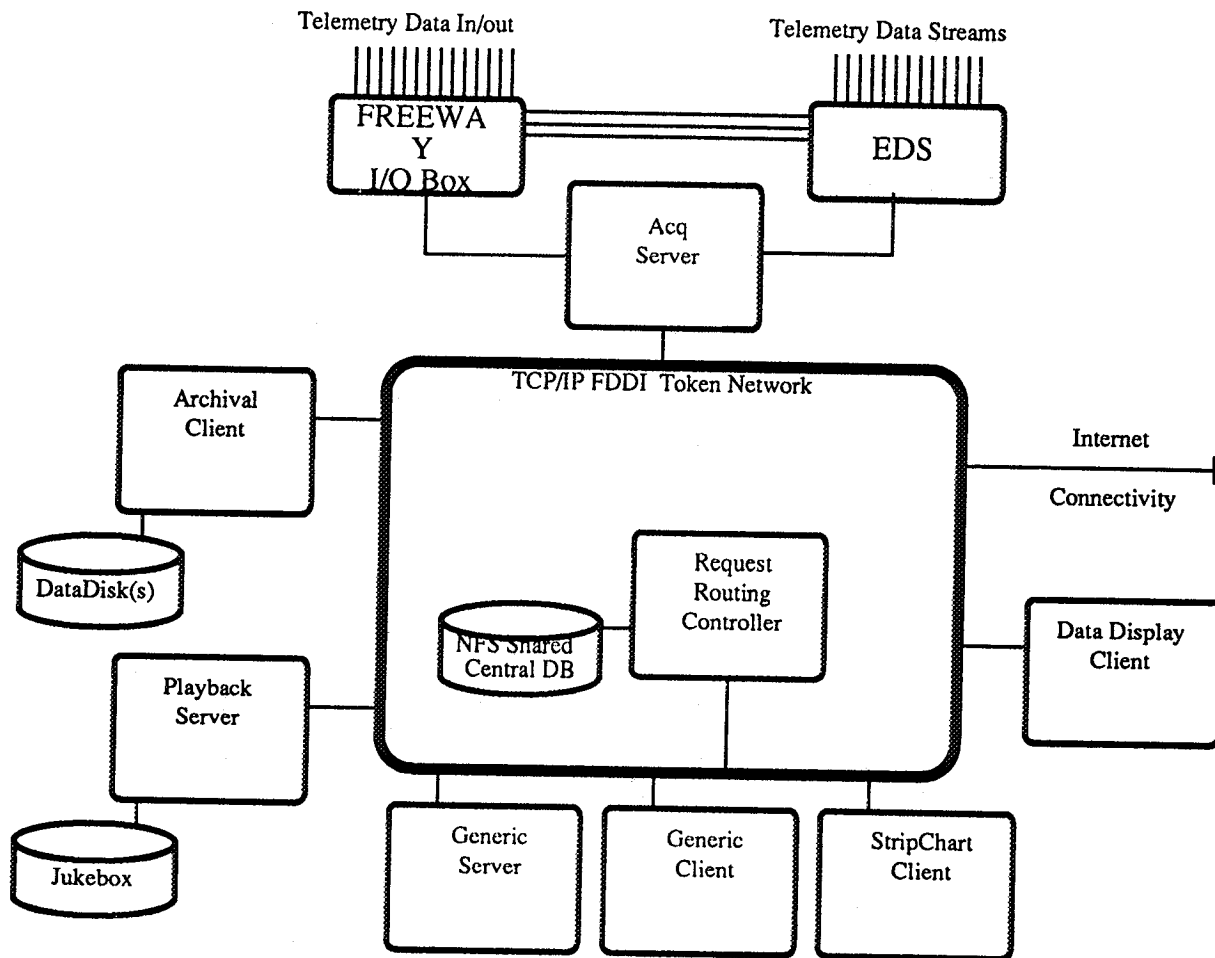 Telemetry Data In/out
Telemetry Data Streams
FREEWA
Y
I/O Box
EDS
Acq
Server
TCP/IP FDDI Token Network
Archival
Client
Internet
Connectivity
DataDisk(s)
Request
Routing
Controller
NFS Shared
Central DB
Data Display
Client
Playback
Server
Jukebox
Generic
Server
Generic
Client
StripChart
Client